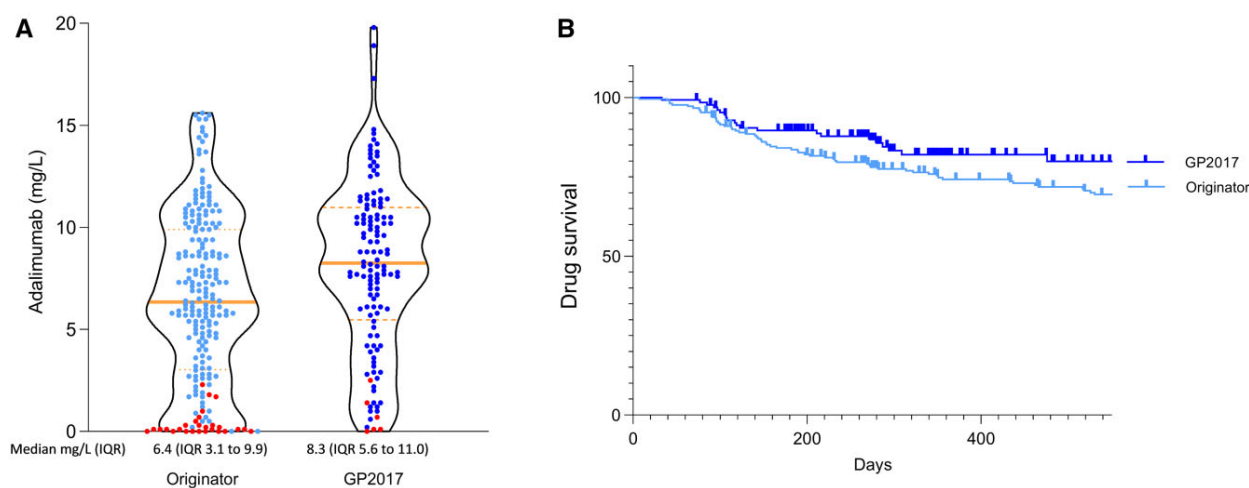 A
Adalimumab (mg/L)
20
15
10
5
0
Median mg/L (IQR) 6.4 (IQR 3.1 to 9.9) 8.3 (IQR 5.6 to 11.0)
Originator GP2017
B
Drug survival
100
50
0
0 200 400
Days
GP2017
Originator